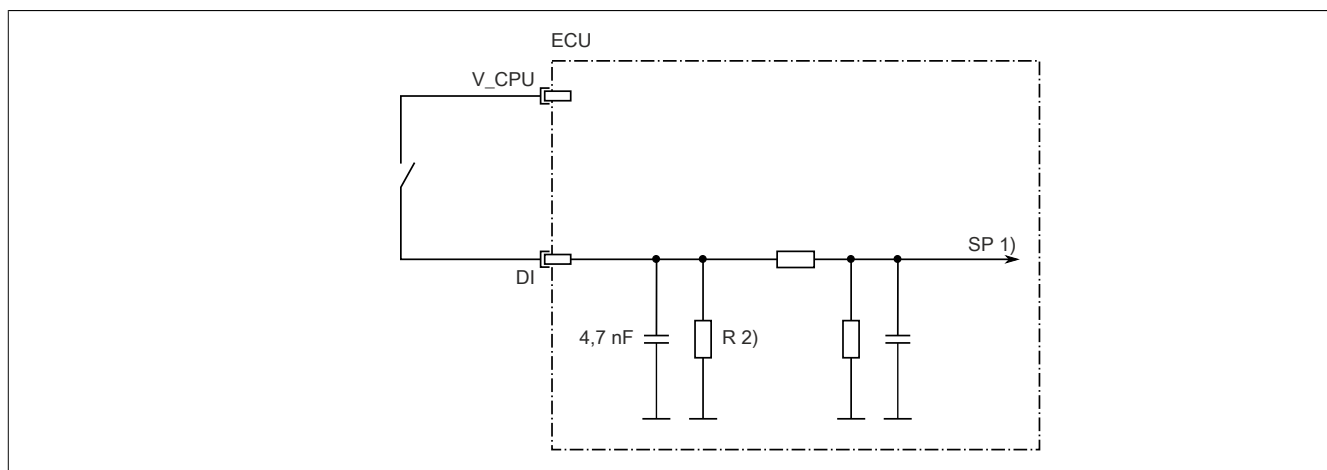 ECU
V_CPU
SP 1)
DI
4,7 nF
R 2)